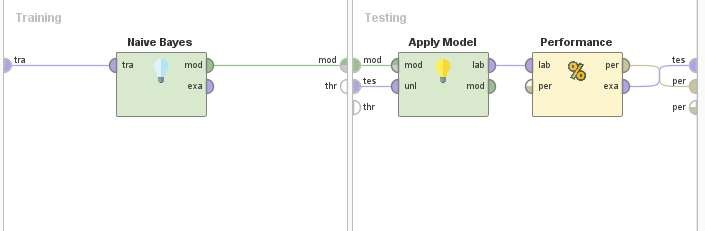 Training
Testing
Naive Bayes
Apply Model
Performance
tra
tra
mod
mod
mod
mod
lab
lab
per
tes
exa
thr
tes
unl
mod
per
exa
per
thr
per